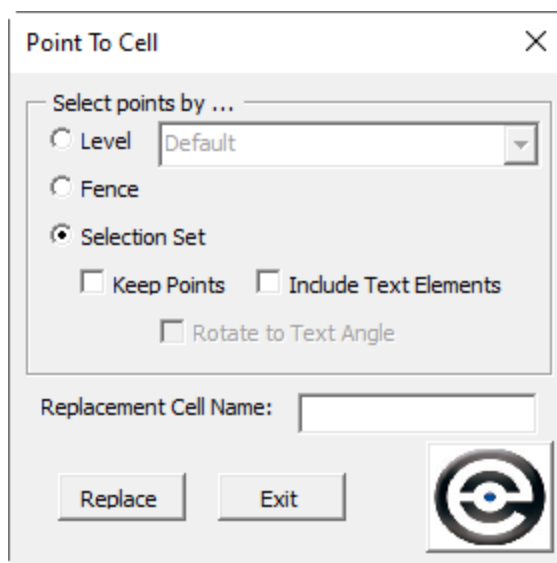 Point To Cell
Select points by ...
Level
Default
Fence
Selection Set
Keep Points
Include Text Elements
Rotate to Text Angle
Replacement Cell Name:
Replace
Exit